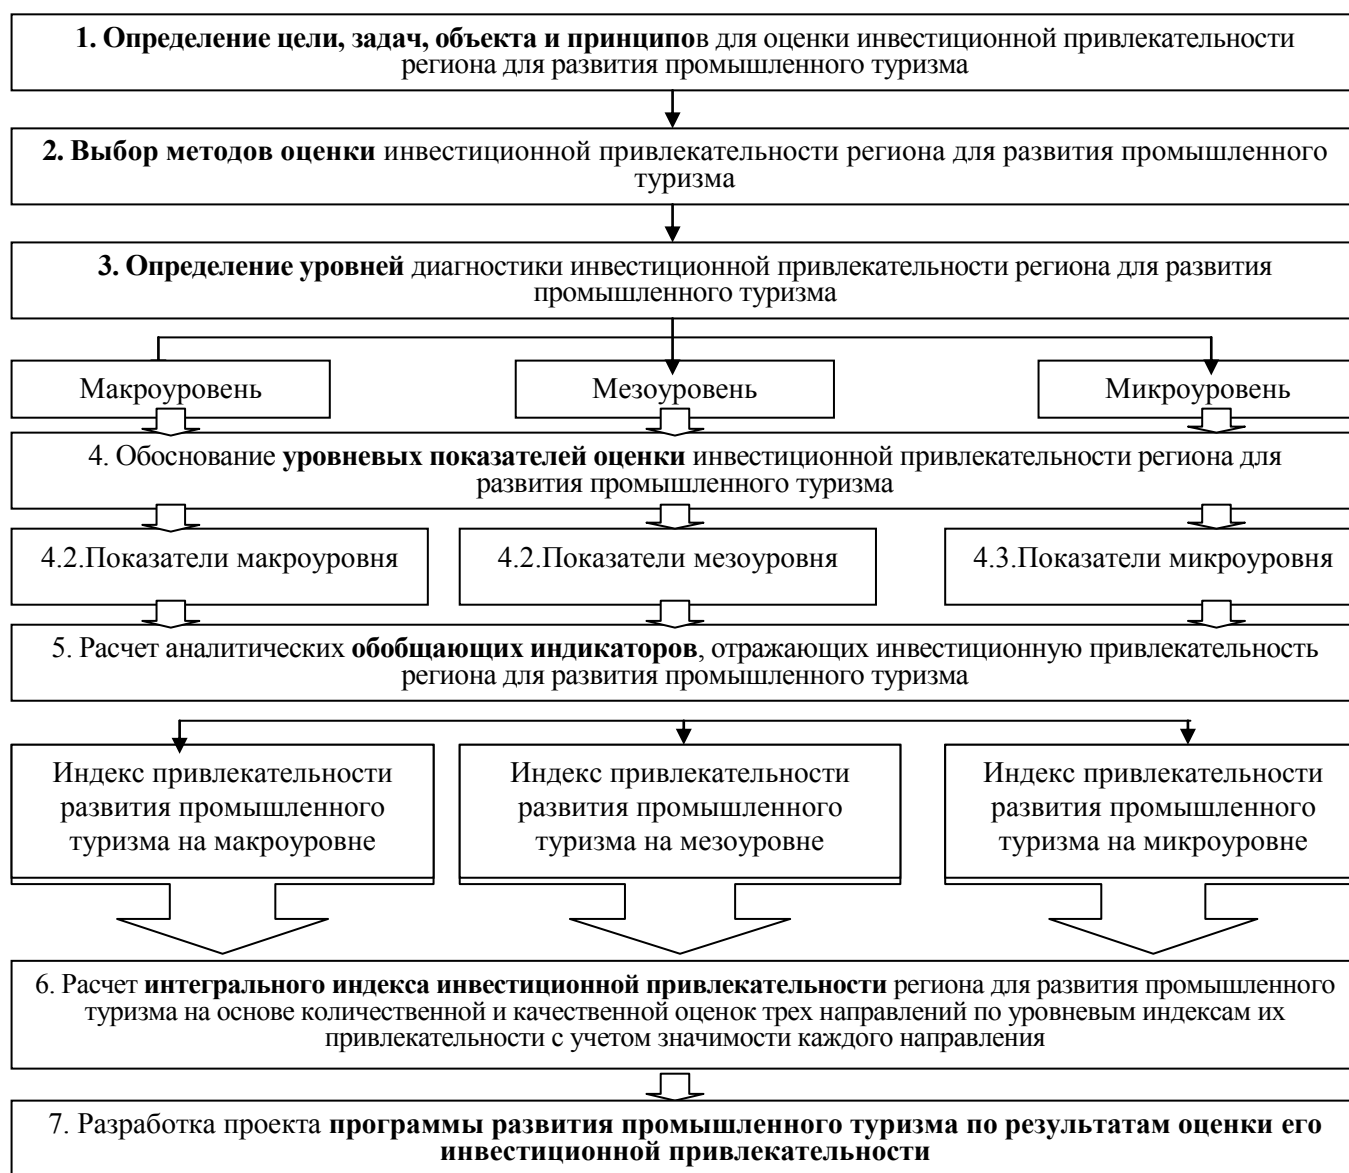 1. Определение цели, задач, объекта и принципов для оценки инвестиционной привлекательности
региона для развития промышленного туризма
2. Выбор методов оценки инвестиционной привлекательности региона для развития промышленного
туризма
3. Определение уровней диагностики инвестиционной привлекательности региона для развития
промышленного туризма
Макроуровень
Мезоуровень
Микроуровень
4. Обоснование уровневых показателей оценки инвестиционной привлекательности региона для
развития промышленного туризма
4.2.Показатели макроуровня
4.2.Показатели мезоуровня
4.3.Показатели микроуровня
5. Расчет аналитических обобщающих индикаторов, отражающих инвестиционную привлекательность
региона для развития промышленного туризма
Индекс привлекательности
развития промышленного
туризма на макроуровне
Индекс привлекательности
развития промышленного
туризма на мезоуровне
Индекс привлекательности
развития промышленного
туризма на микроуровне
6. Расчет интегрального индекса инвестиционной привлекательности региона для развития промышленного
туризма на основе количественной и качественной оценок трех направлений по уровневым индексам их
привлекательности с учетом значимости каждого направления
7. Разработка проекта программы развития промышленного туризма по результатам оценки его
инвестиционной привлекательности